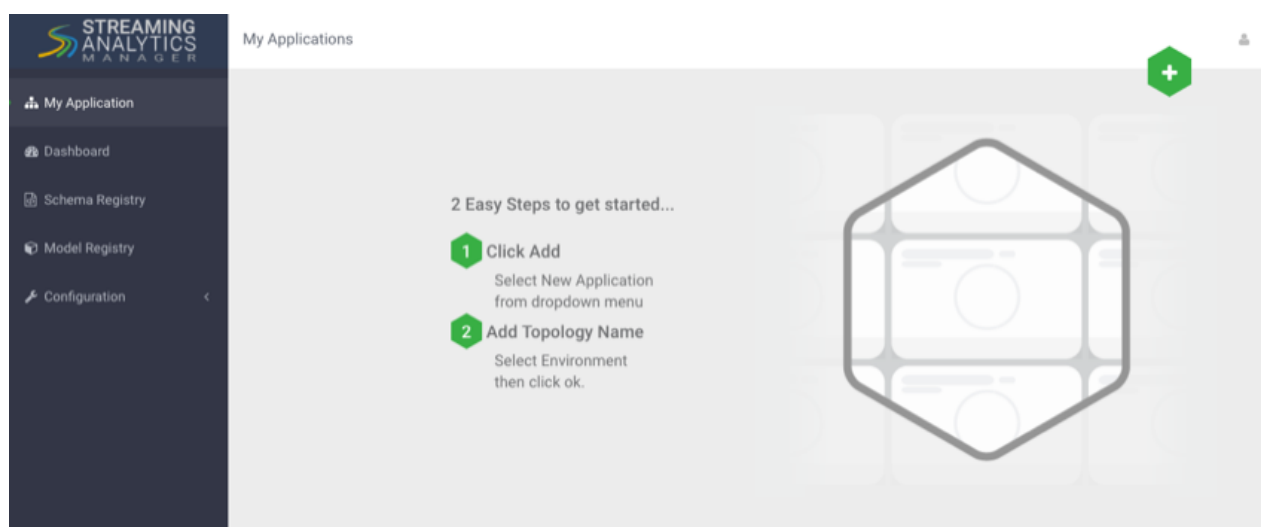 STREAMING
ANALYTICS
MANAGER
My Applications
+
My Application
Dashboard
Schema Registry
Model Registry
Configuration <
2 Easy Steps to get started...
1 Click Add
Select New Application
from dropdown menu
2 Add Topology Name
Select Environment
then click ok.